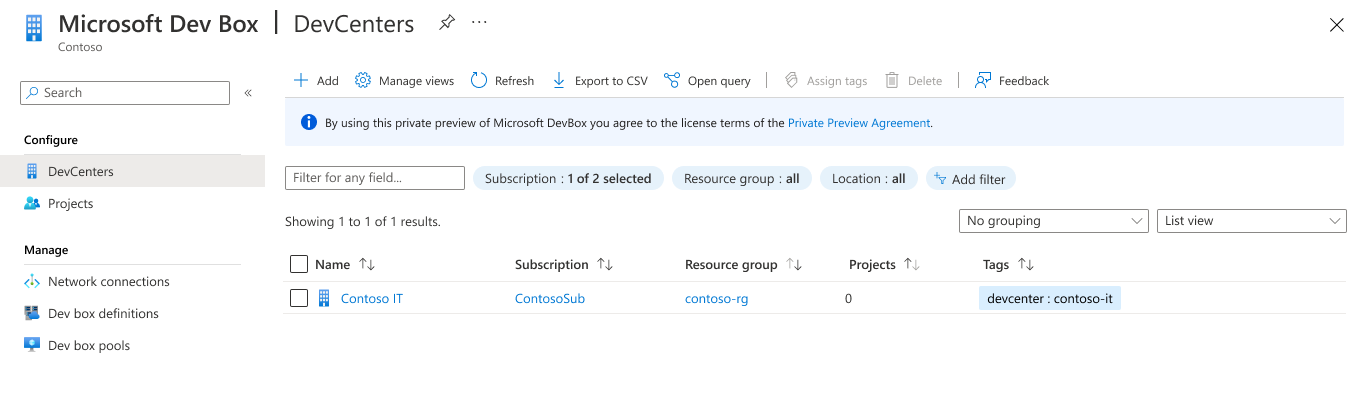 Microsoft Dev Box | DevCenters ...
Contoso
Search «
Configure
DevCenters
Projects
Manage
Network connections
Dev box definitions
Dev box pools
Add Manage views Refresh Export to CSV Open query Assign tags Delete Feedback
By using this private preview of Microsoft DevBox you agree to the license terms of the Private Preview Agreement.
Filter for any field... Subscription : 1 of 2 selected Resource group : all Location : all Add filter
Showing 1 to 1 of 1 results. No grouping List view
Name Subscription Resource group Projects Tags
Contoso IT ContosoSub contoso-rg 0 devcenter : contoso-it